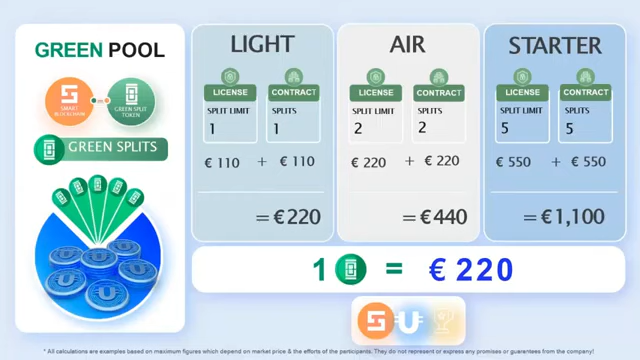 GREEN POOL
SMART
BLOCKCHAIN
GREEN SPLIT
TOKEN
GREEN SPLITS
LIGHT
LICENSE
CONTRACT
SPLIT LIMIT
SPLITS
1
1
€ 110 + € 110
= €220
AIR
LICENSE
CONTRACT
SPLIT LIMIT
SPLITS
2
2
€ 220 + € 220
= €440
STARTER
LICENSE
CONTRACT
SPLIT LIMIT
SPLITS
5
5
€ 550 + € 550
= €1,100
1 = € 220
* All calculations are examples based on maximum figures which depend on market price & the efforts of the participants. They do not represent or express any promises or guarantees from the company!